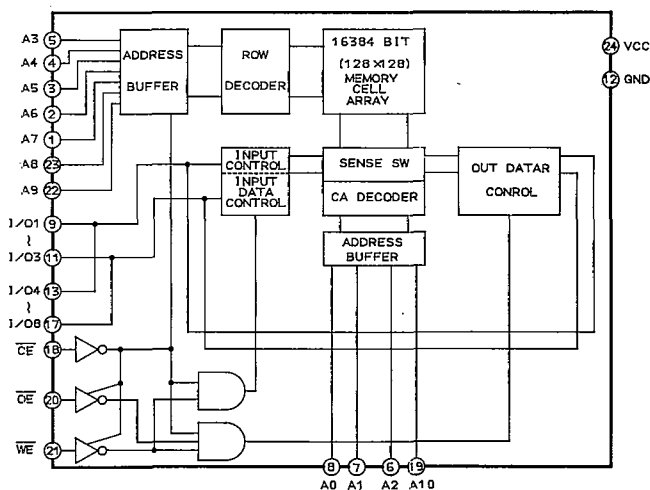 A3 5
A4 4
A5 3
A6 2
A7 1
A8 23
A9 22
I/O1 9
~
I/O3 11
I/O4 13
~
I/O8 17
CE 18
OE 20
WE 21
ADDRESS
BUFFER
ROW
DECODER
16384 BIT
(128×128)
MEMORY
CELL
ARRAY
24 VCC
12 GND
INPUT
CONTROL
INPUT
DATA
CONTROL
SENSE SW
CA DECODER
OUT DATAR
CONROL
ADDRESS
BUFFER
8 7 6 19
A0 A1 A2 A10